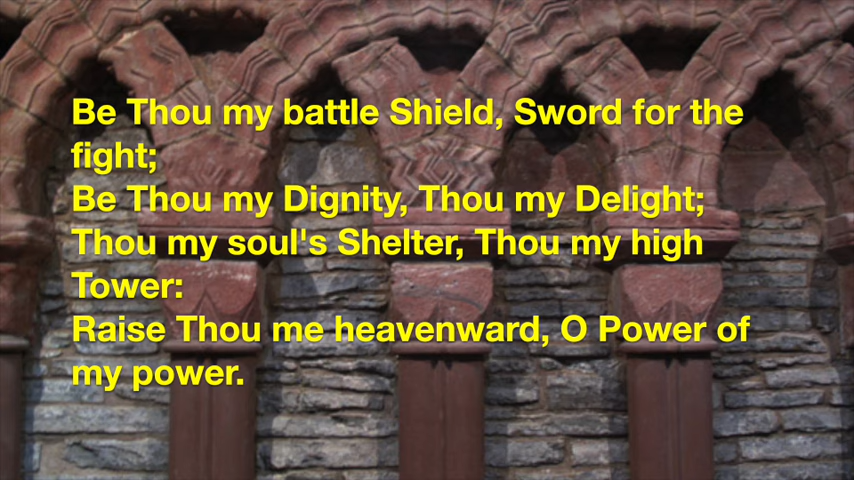 Be Thou my battle Shield, Sword for the
fight;
Be Thou my Dignity, Thou my Delight;
Thou my soul's Shelter, Thou my high
Tower:
Raise Thou me heavenward, O Power of
my power.